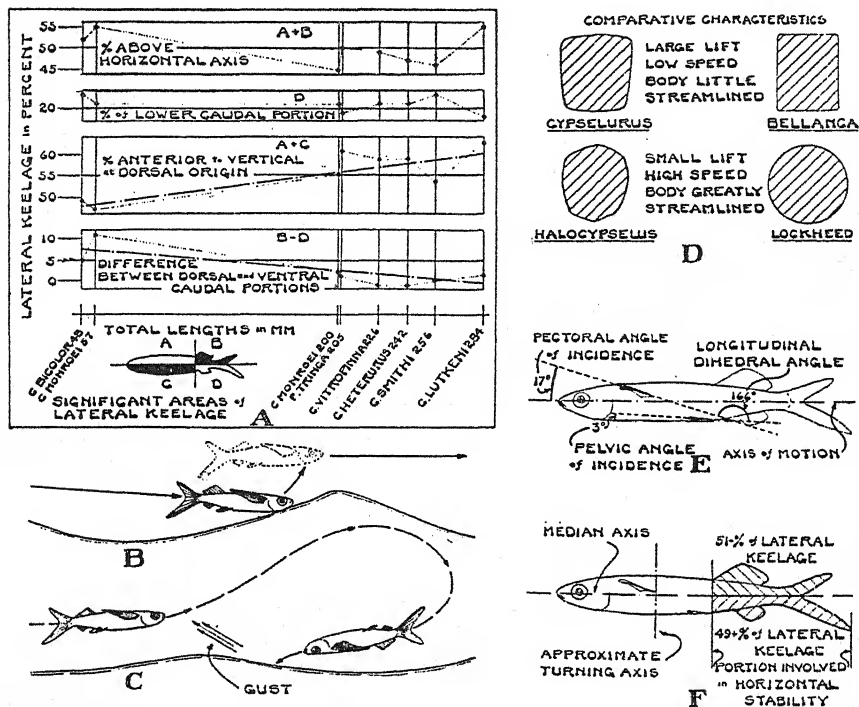 LATERAL KEELAGE in PERCENT
55
50
45
A+B
% ABOVE
HORIZONTAL AXIS
20
D
% of LOWER CAUDAL PORTION
60
55
50
A+C
% ANTERIOR to VERTICAL
at DORSAL ORIGIN
10
5
0
B-D
DIFFERENCE
BETWEEN DORSAL and VENTRAL
CAUDAL PORTIONS
TOTAL LENGTHS in MM
C BICOLOR 48
C MONROEI 57
C MONROEI 200
P. TRINGA 205
C. VITROPINNA 226
C. HETERURUS 242
C. SMITHI 256
C. LUTKENI 284
A
B
C
D
SIGNIFICANT AREAS of
LATERAL KEELAGE
A
B
C
GUST
COMPARATIVE CHARACTERISTICS
LARGE LIFT
LOW SPEED
BODY LITTLE
STREAMLINED
CYPSELURUS
BELLANCA
SMALL LIFT
HIGH SPEED
BODY GREATLY
STREAMLINED
HALOCYPSELUS
LOCKHEED
D
PECTORAL ANGLE
of INCIDENCE
LONGITUDINAL
DIHEDRAL ANGLE
17°
166°
3°
PELVIC ANGLE
of INCIDENCE
E
AXIS of MOTION
MEDIAN AXIS
51-% of LATERAL
KEELAGE
APPROXIMATE
TURNING AXIS
49+% of LATERAL
KEELAGE
PORTION INVOLVED
in HORIZONTAL
STABILITY
F